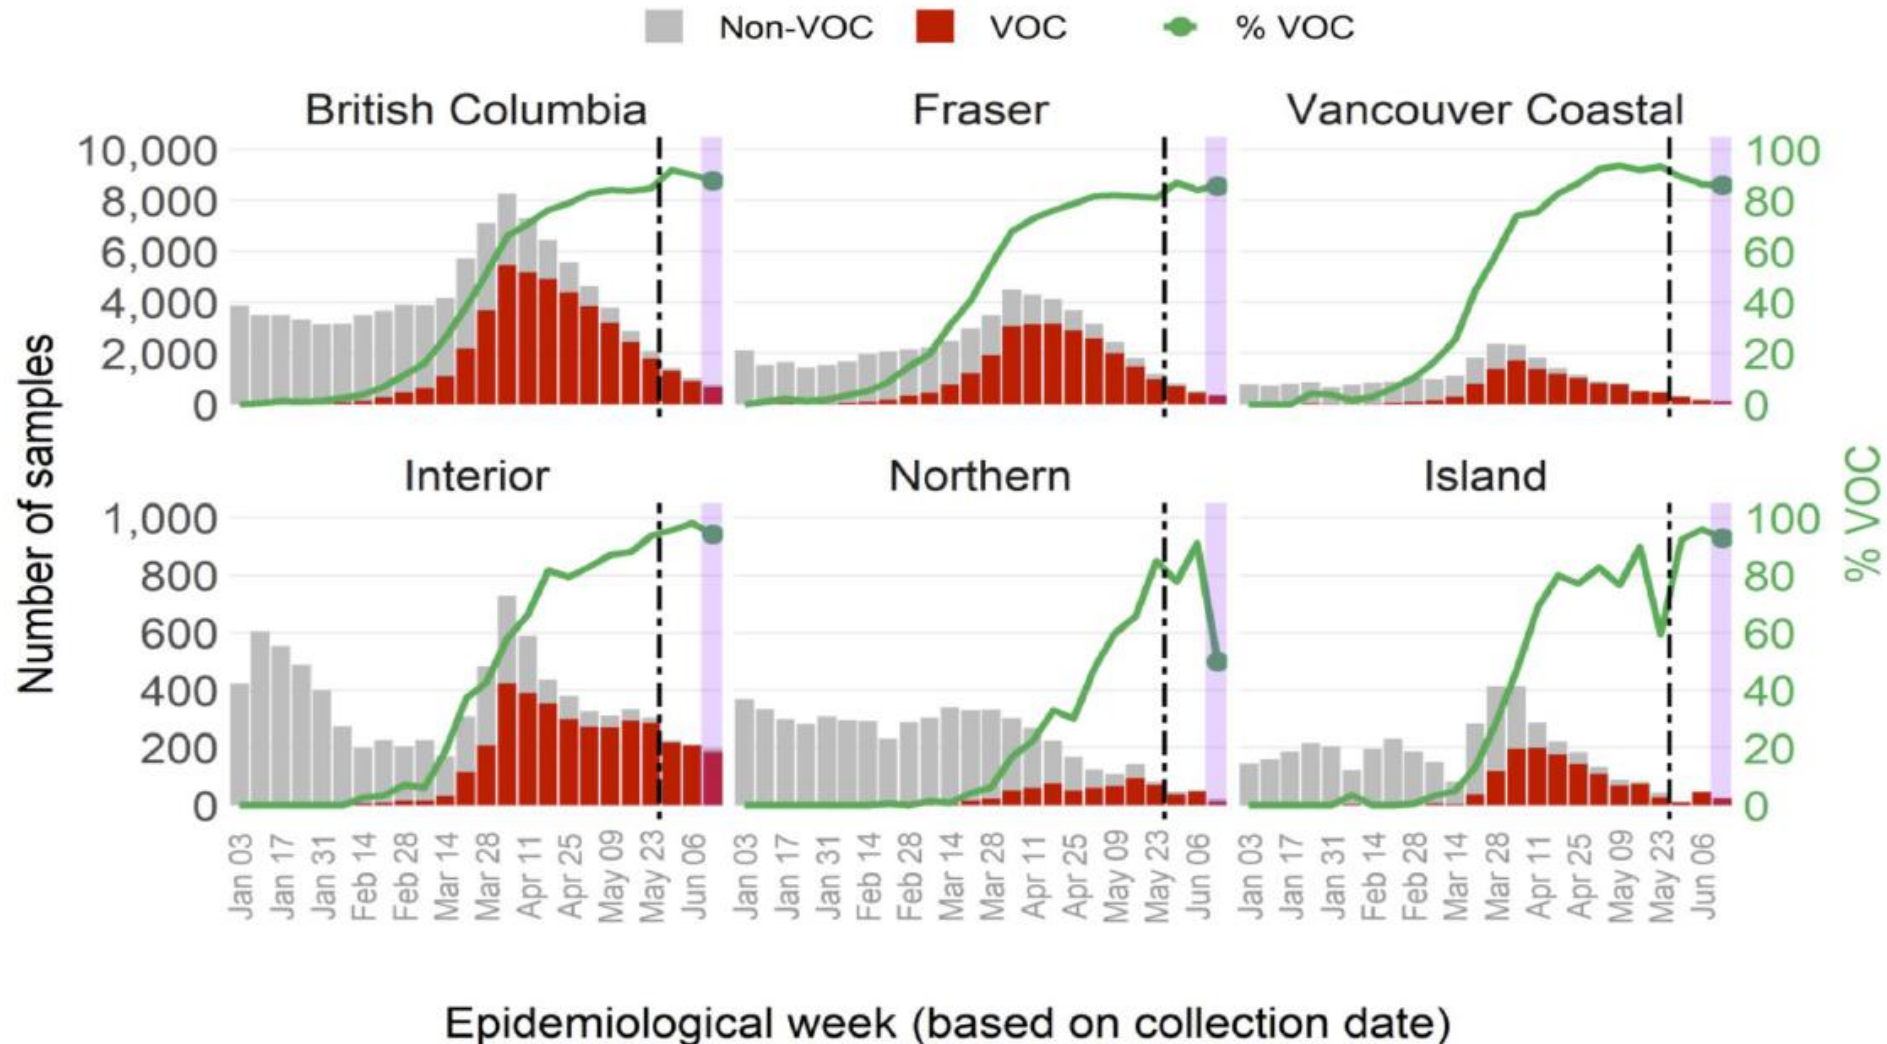 Non-VOC VOC % VOC
British Columbia Fraser Vancouver Coastal
10,000 100
8,000 80
6,000 60
4,000 40
2,000 20
0 0
Interior Northern Island
1,000 100
800 80
600 60
400 40
200 20
0 0
Number of samples
% VOC
Jan 03 Jan 17 Jan 31 Feb 14 Feb 28 Mar 14 Mar 28 Apr 11 Apr 25 May 09 May 23 Jun 06 Jan 03 Jan 17 Jan 31 Feb 14 Feb 28 Mar 14 Mar 28 Apr 11 Apr 25 May 09 May 23 Jun 06 Jan 03 Jan 17 Jan 31 Feb 14 Feb 28 Mar 14 Mar 28 Apr 11 Apr 25 May 09 May 23 Jun 06
Epidemiological week (based on collection date)